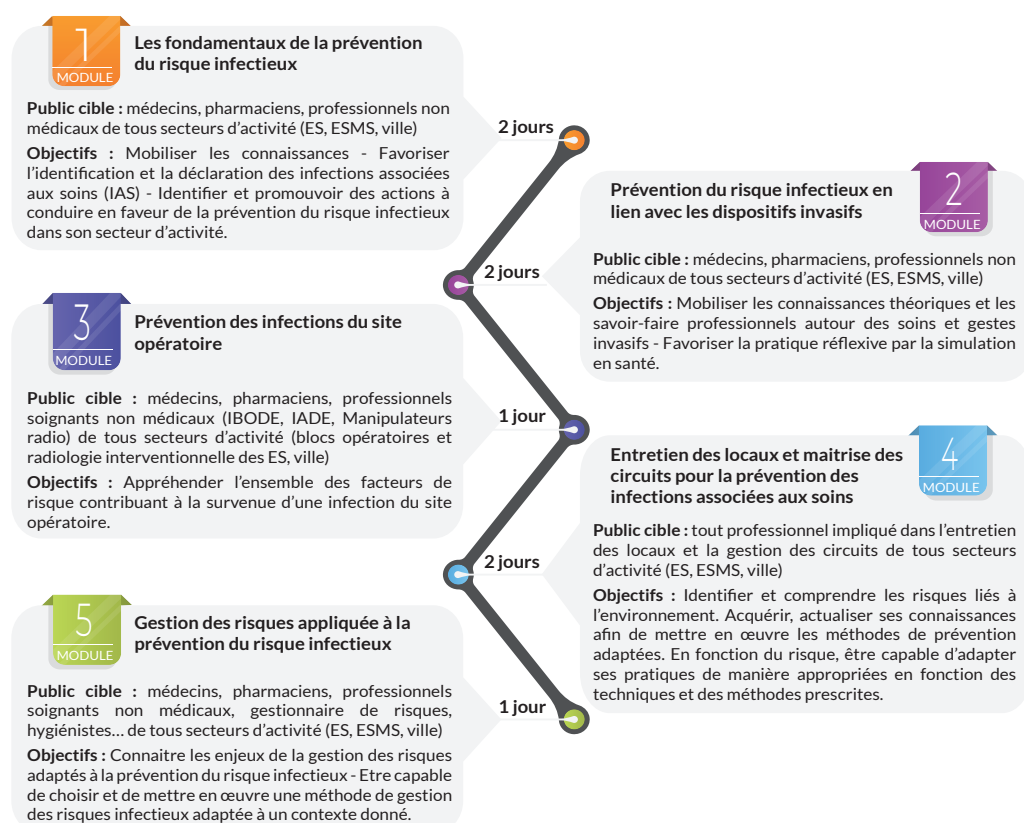 1
MODULE
Les fondamentaux de la prévention
du risque infectieux
Public cible : médecins, pharmaciens, professionnels non
médicaux de tous secteurs d’activité (ES, ESMS, ville)
Objectifs : Mobiliser les connaissances - Favoriser
l’identification et la déclaration des infections associées
aux soins (IAS) - Identifier et promouvoir des actions à
conduire en faveur de la prévention du risque infectieux
dans son secteur d’activité.
2 jours
2
MODULE
Prévention du risque infectieux en
lien avec les dispositifs invasifs
Public cible : médecins, pharmaciens, professionnels non
médicaux de tous secteurs d’activité (ES, ESMS, ville)
Objectifs : Mobiliser les connaissances théoriques et les
savoir-faire professionnels autour des soins et gestes
invasifs - Favoriser la pratique réflexive par la simulation
en santé.
2 jours
3
MODULE
Prévention des infections du site
opératoire
Public cible : médecins, pharmaciens, professionnels
soignants non médicaux (IBODE, IADE, Manipulateurs
radio) de tous secteurs d’activité (blocs opératoires et
radiologie interventionnelle des ES, ville)
Objectifs : Appréhender l’ensemble des facteurs de
risque contribuant à la survenue d’une infection du site
opératoire.
1 jour
4
MODULE
Entretien des locaux et maitrise des
circuits pour la prévention des
infections associées aux soins
Public cible : tout professionnel impliqué dans l’entretien
des locaux et la gestion des circuits de tous secteurs
d’activité (ES, ESMS, ville)
Objectifs : Identifier et comprendre les risques liés à
l’environnement. Acquérir, actualiser ses connaissances
afin de mettre en œuvre les méthodes de prévention
adaptées. En fonction du risque, être capable d’adapter
ses pratiques de manière appropriées en fonction des
techniques et des méthodes prescrites.
2 jours
5
MODULE
Gestion des risques appliquée à la
prévention du risque infectieux
Public cible : médecins, pharmaciens, professionnels
soignants non médicaux, gestionnaire de risques,
hygiénistes... de tous secteurs d’activité (ES, ESMS, ville)
Objectifs : Connaitre les enjeux de la gestion des risques
adaptés à la prévention du risque infectieux - Etre capable
de choisir et de mettre en œuvre une méthode de gestion
des risques infectieux adaptée à un contexte donné.
1 jour